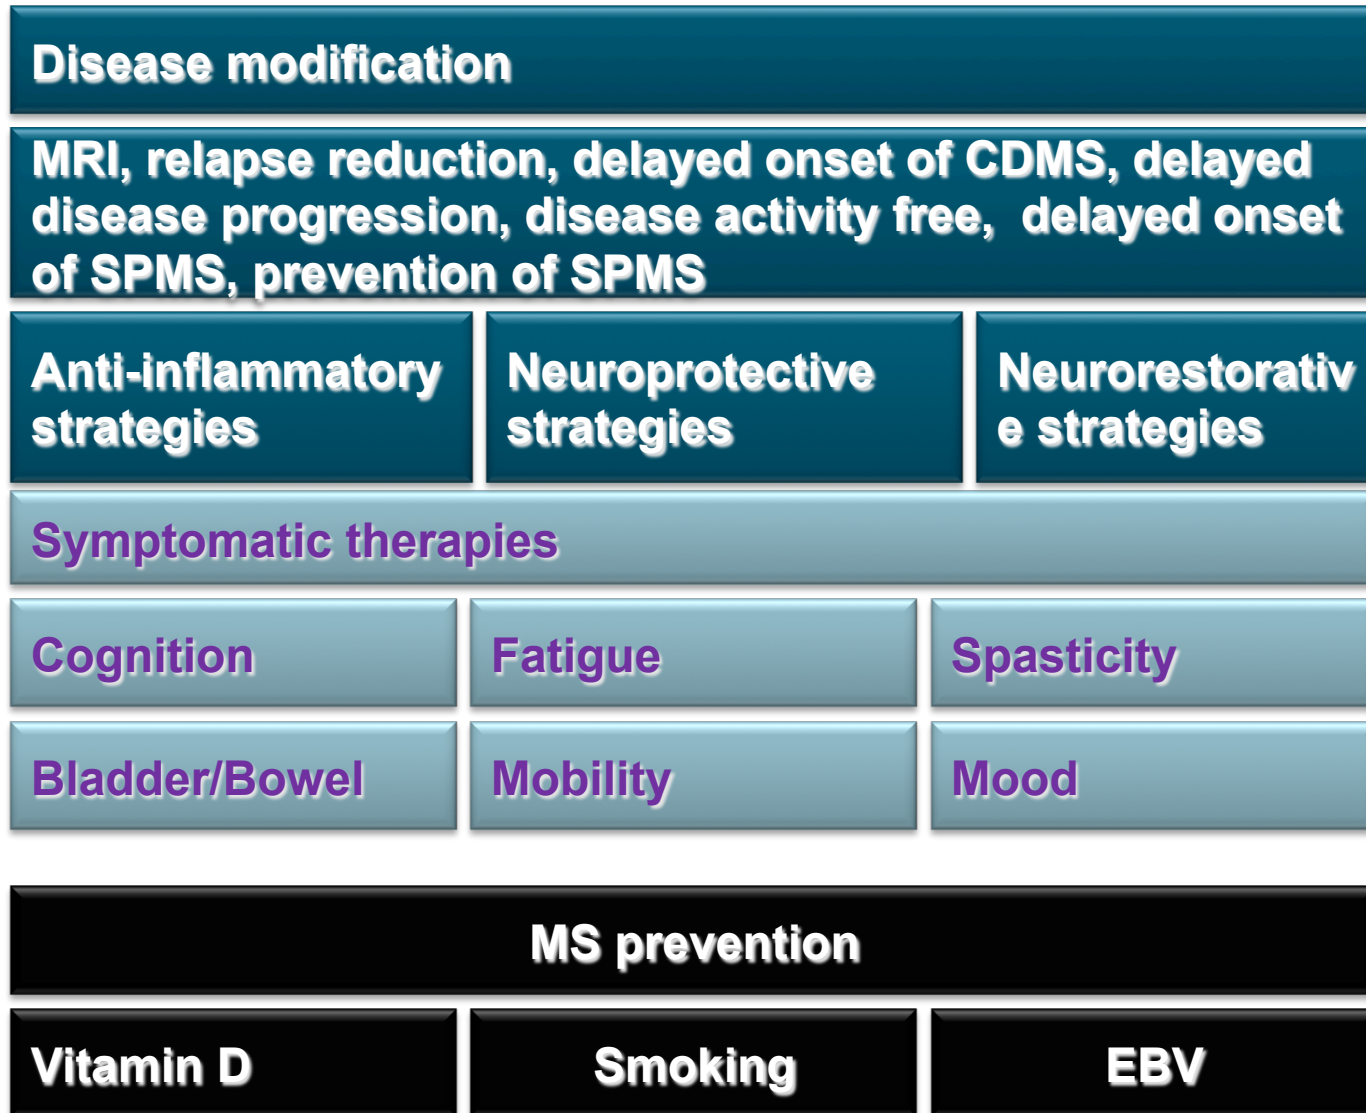 Disease modification
MRI, relapse reduction, delayed onset of CDMS, delayed
disease progression, disease activity free, delayed onset
of SPMS, prevention of SPMS
Anti-inflammatory
strategies
Neuroprotective
strategies
Neurorestorativ
e strategies
Symptomatic therapies
Cognition
Fatigue
Spasticity
Bladder/Bowel
Mobility
Mood
MS prevention
Vitamin D
Smoking
EBV